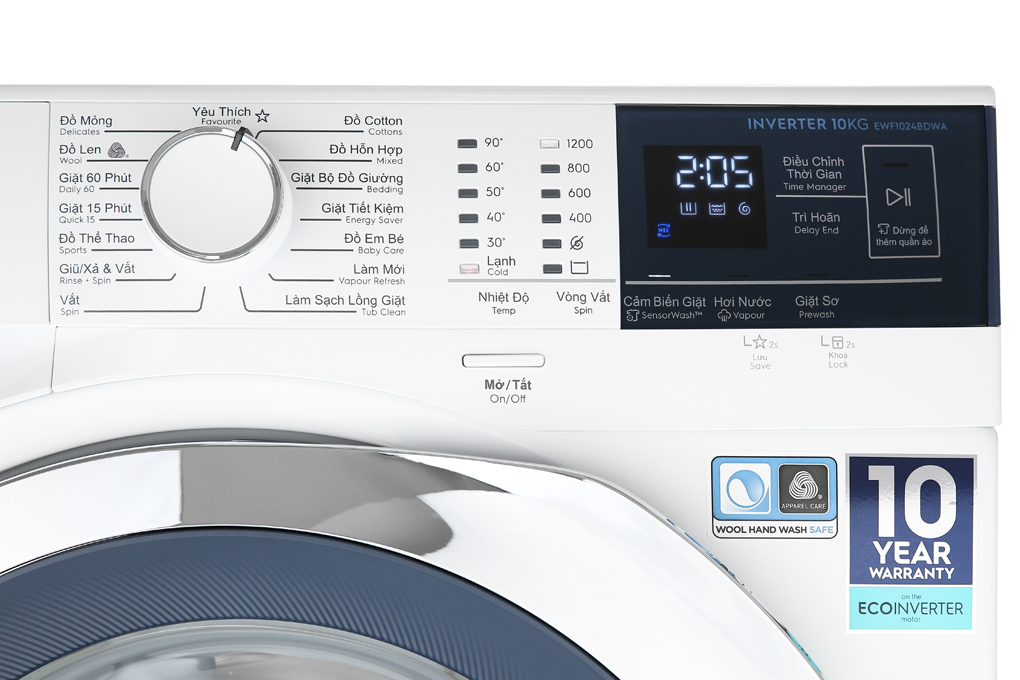 Yêu Thích
Favourite
Đồ Mỏng
Delicates
Đồ Len
Wool
Giặt 60 Phút
Daily 60
Giặt 15 Phút
Quick 15
Đồ Thể Thao
Sports
Giũ/Xả & Vắt
Rinse • Spin
Vắt
Spin
Đồ Cotton
Cottons
Đồ Hỗn Hợp
Mixed
Giặt Bộ Đồ Giường
Bedding
Giặt Tiết Kiệm
Energy Saver
Đồ Em Bé
Baby Care
Làm Mới
Vapour Refresh
Làm Sạch Lồng Giặt
Tub Clean
90°
60°
50°
40°
30°
Lạnh
Cold
Nhiệt Độ
Temp
1200
800
600
400
Vòng Vắt
Spin
INVERTER 10KG EWF1024BDWA
2:05
MIX
Điều Chỉnh
Thời Gian
Time Manager
Trì Hoãn
Delay End
Dừng để
thêm quần áo
Cảm Biến Giặt
SensorWash™
Hơi Nước
Vapour
Giặt Sơ
Prewash
2s
Lưu
Save
2s
Khoá
Lock
Mở/Tắt
On/Off
APPAREL CARE
WOOL HAND WASH SAFE
10
YEAR
WARRANTY
on the
ECOINVERTER
motor